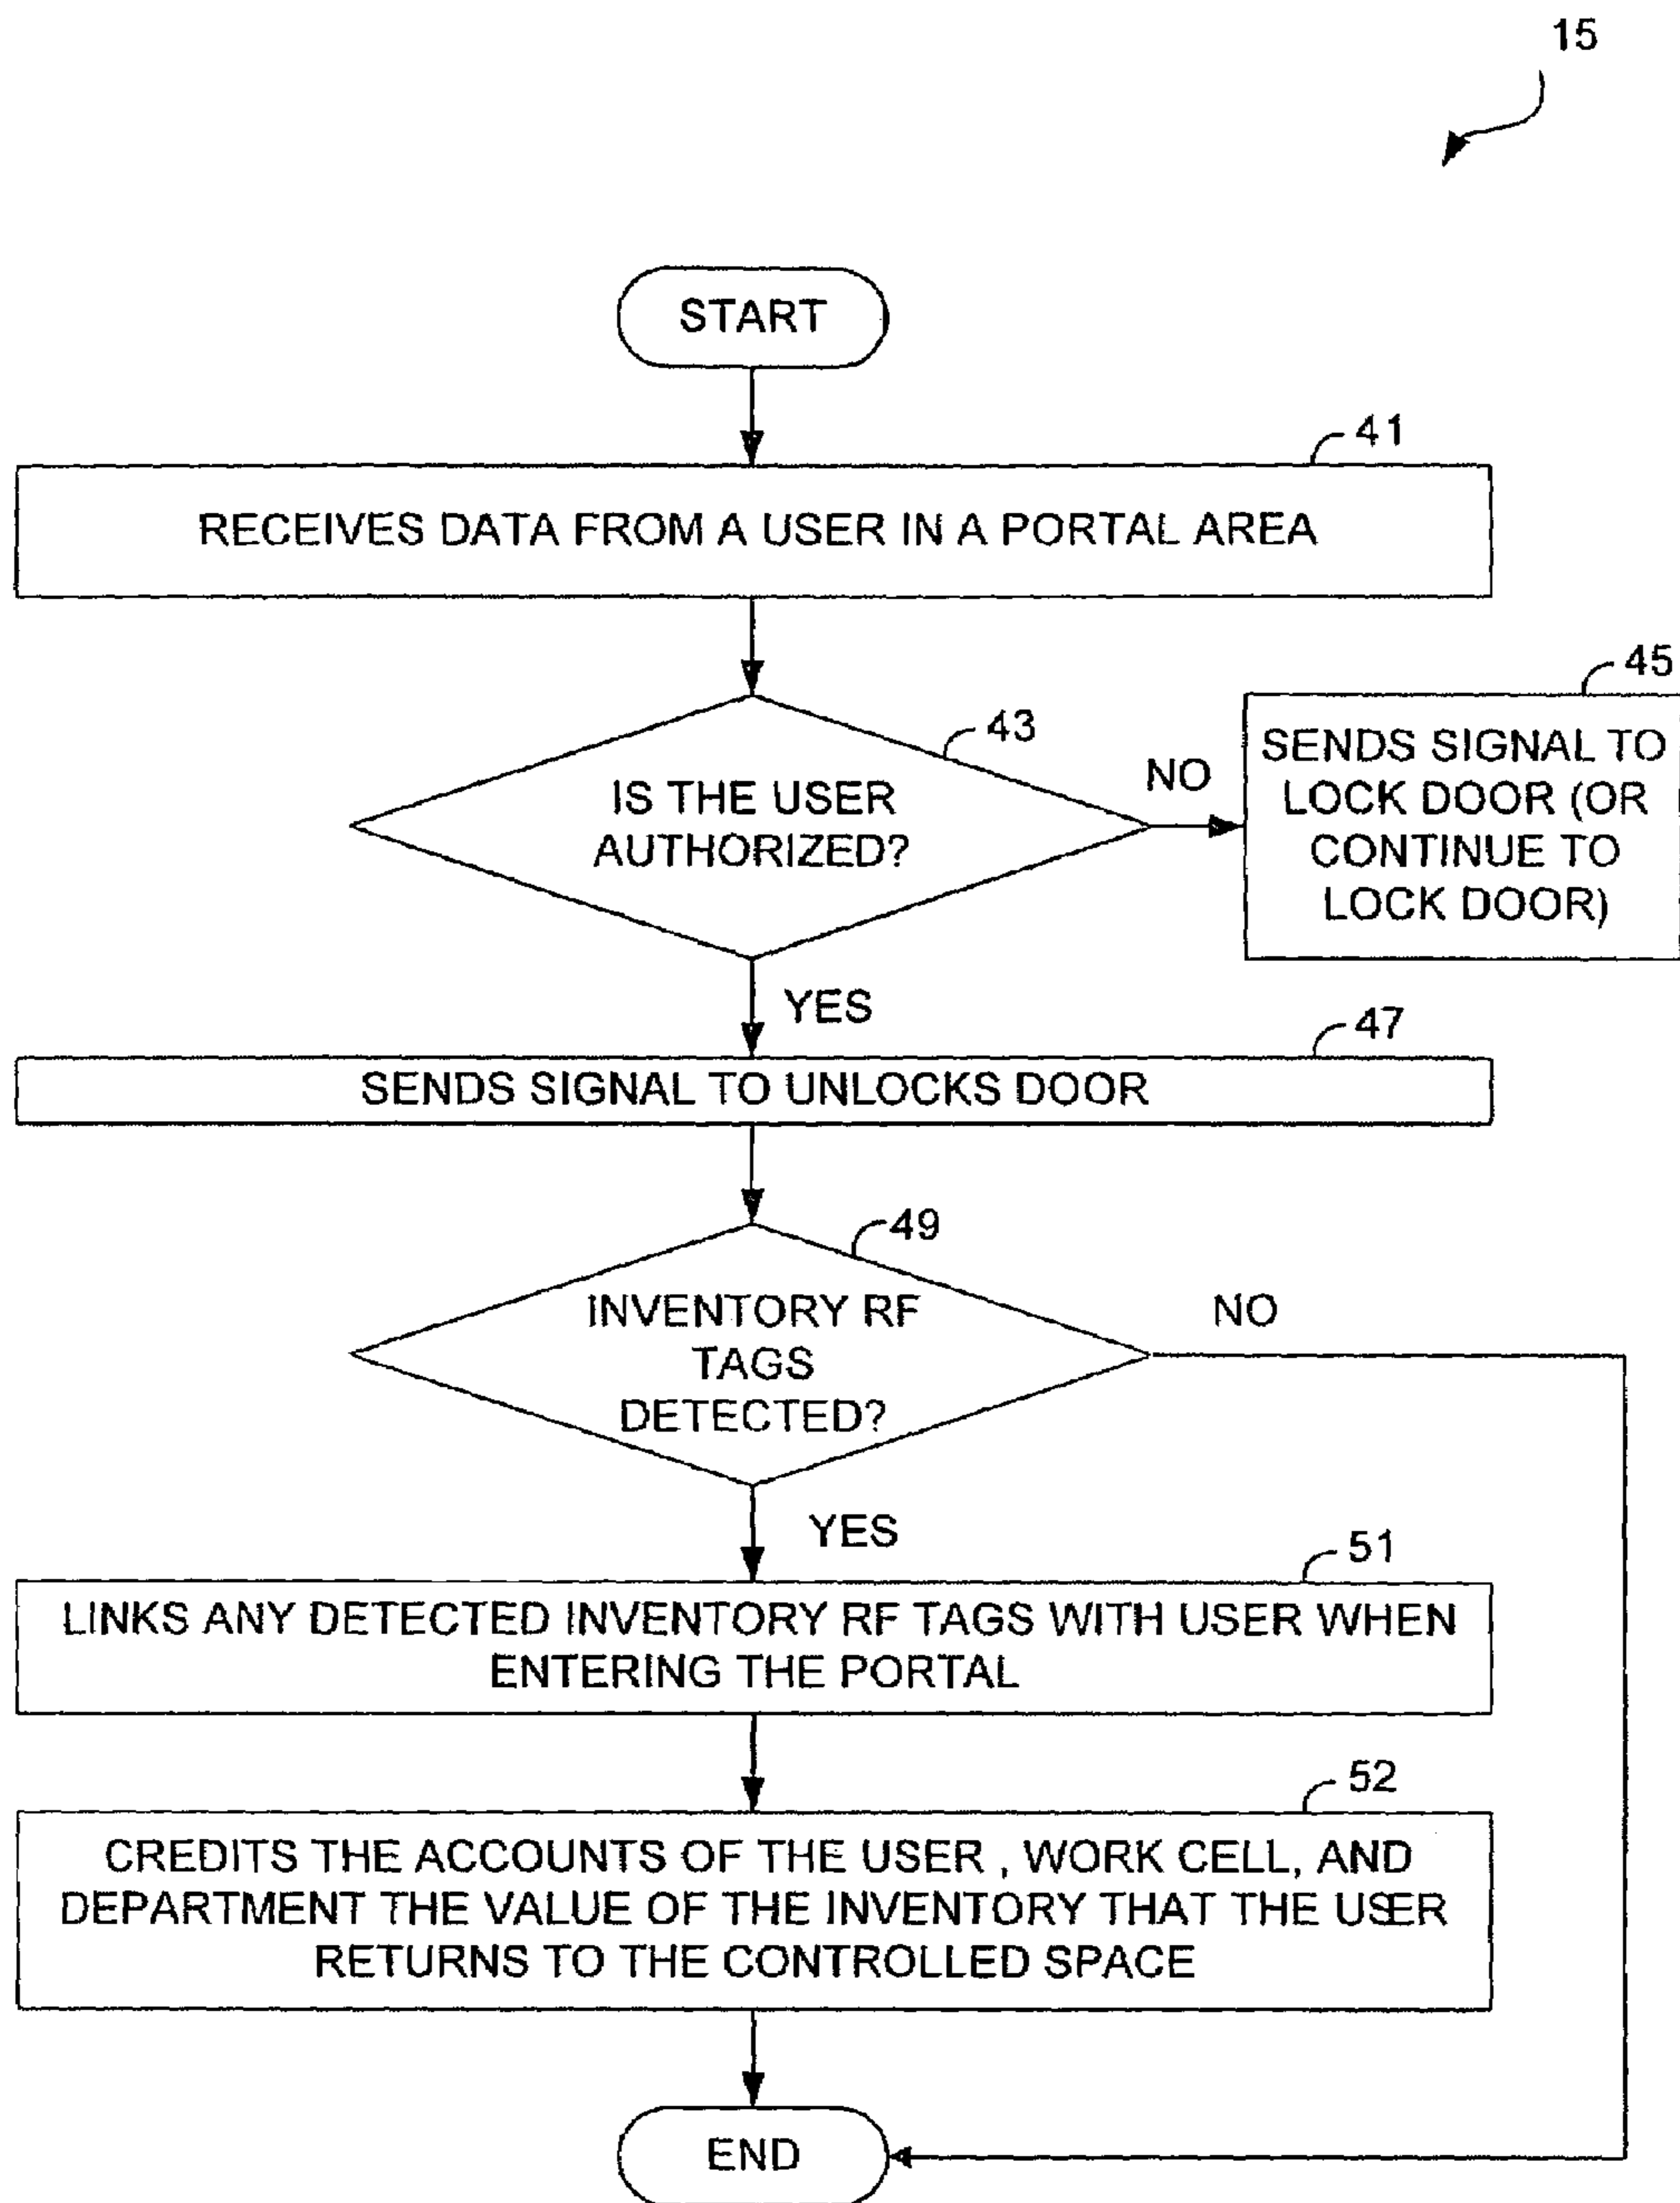 15
START
41
RECEIVES DATA FROM A USER IN A PORTAL AREA
43
IS THE USER
AUTHORIZED?
NO
45
SENDS SIGNAL TO
LOCK DOOR (OR
CONTINUE TO
LOCK DOOR)
YES
47
SENDS SIGNAL TO UNLOCKS DOOR
49
INVENTORY RF
TAGS
DETECTED?
NO
YES
51
LINKS ANY DETECTED INVENTORY RF TAGS WITH USER WHEN
ENTERING THE PORTAL
52
CREDITS THE ACCOUNTS OF THE USER , WORK CELL, AND
DEPARTMENT THE VALUE OF THE INVENTORY THAT THE USER
RETURNS TO THE CONTROLLED SPACE
END